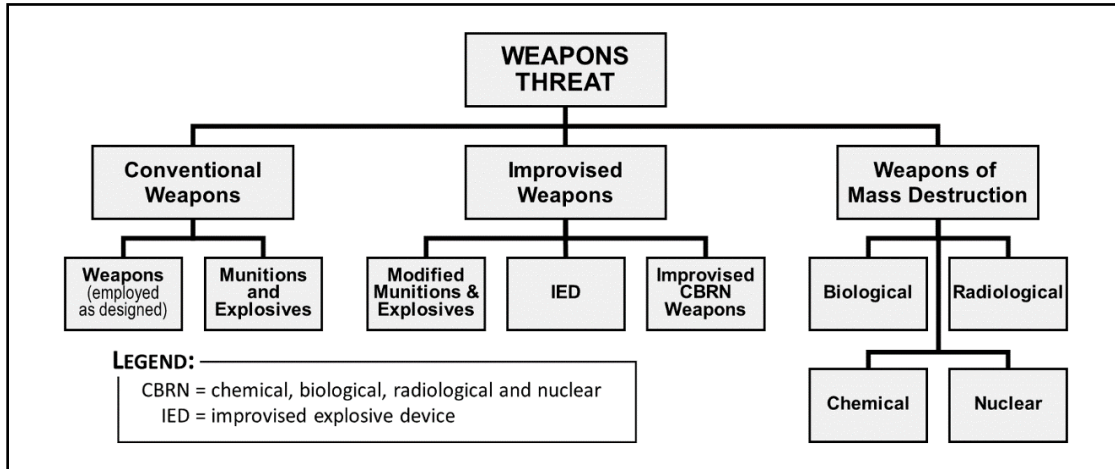 WEAPONS
THREAT
Conventional
Weapons
Improvised
Weapons
Weapons of
Mass Destruction
Weapons
(employed
as designed)
Munitions
and
Explosives
Modified
Munitions &
Explosives
IED
Improvised
CBRN
Weapons
Biological
Radiological
Chemical
Nuclear
LEGEND:
CBRN = chemical, biological, radiological and nuclear
IED = improvised explosive device